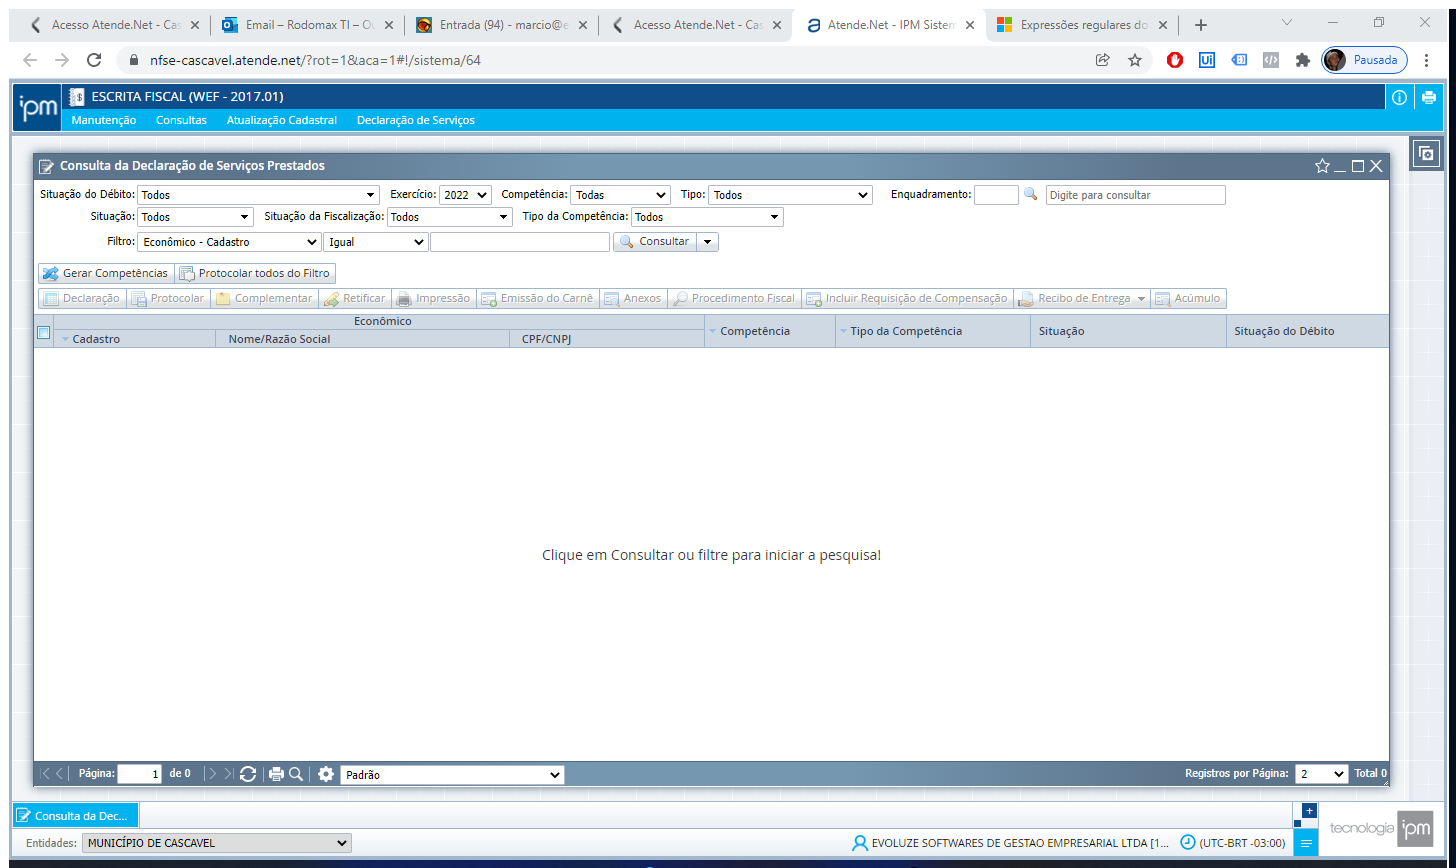 Acesso Atende.Net - Cas
Email – Rodomax TI – Ou
Entrada (94) - marcio@e
Acesso Atende.Net - Cas
Atende.Net - IPM Sistem
Expressões regulares do
nfse-cascavel.atende.net/?rot=1&aca=1#!/sistema/64
Ui
Pausada
ipm
ESCRITA FISCAL (WEF - 2017.01)
Manutenção Consultas Atualização Cadastral Declaração de Serviços
Consulta da Declaração de Serviços Prestados
Situação do Débito: Todos Exercício: 2022 Competência: Todas Tipo: Todos Enquadramento: Digite para consultar
Situação: Todos Situação da Fiscalização: Todos Tipo da Competência: Todos
Filtro: Econômico - Cadastro Igual Consultar
Gerar Competências Protocolar todos do Filtro
Declaração Protocolar Complementar Retificar Impressão Emissão do Carnê Anexos Procedimento Fiscal Incluir Requisição de Compensação Recibo de Entrega Acúmulo
Econômico
Cadastro Nome/Razão Social CPF/CNPJ Competência Tipo da Competência Situação Situação do Débito
Clique em Consultar ou filtre para iniciar a pesquisa!
Página: 1 de 0 Padrão Registros por Página: 2 Total 0
Consulta da Dec...
Entidades: MUNICÍPIO DE CASCAVEL EVOLUZE SOFTWARES DE GESTAO EMPRESARIAL LTDA [1... (UTC-BRT -03:00)
tecnologia ipm